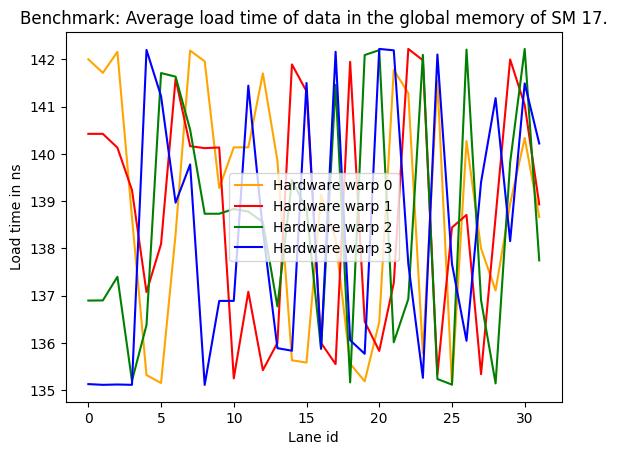 Benchmark: Average load time of data in the global memory of SM 17.
142
141
140
139
138
137
136
135
Load time in ns
Hardware warp 0
Hardware warp 1
Hardware warp 2
Hardware warp 3
0
5
10
15
20
25
30
Lane id